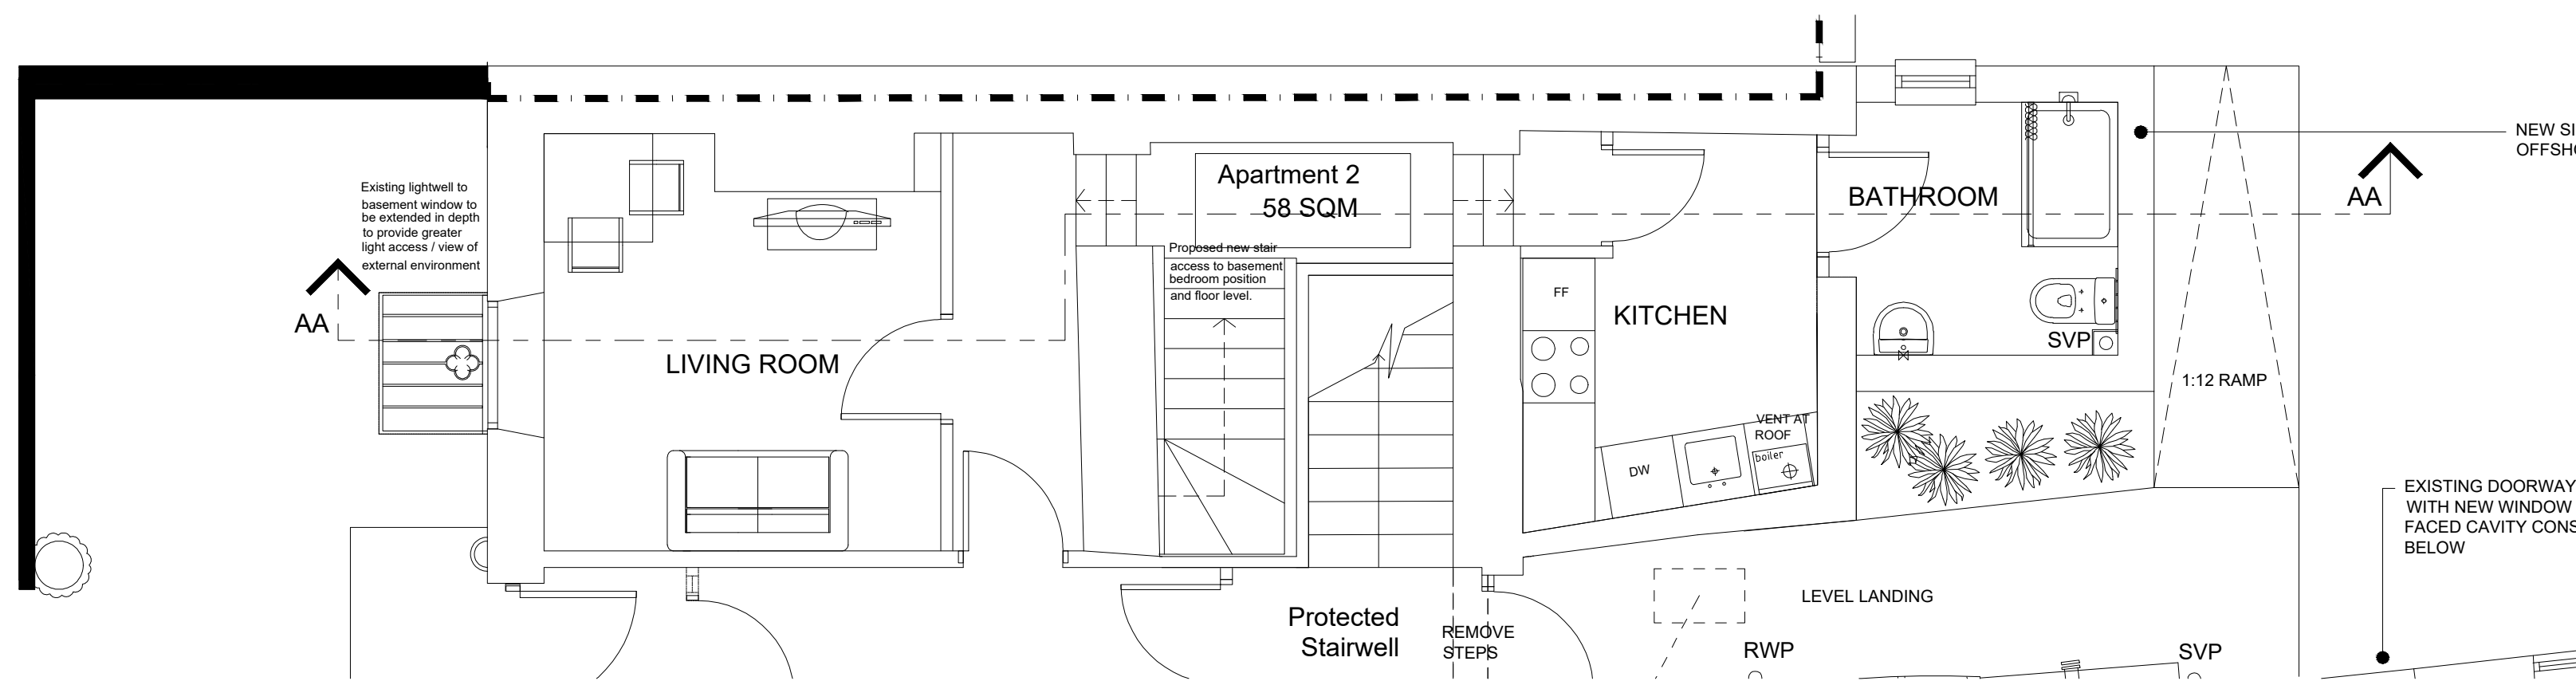 Existing lightwell to
basement window to
be extended in depth
to provide greater
light access / view of
external environment
AA
LIVING ROOM
Apartment 2
58 SQM
Proposed new stair
access to basement
bedroom position
and floor level.
FF
KITCHEN
DW
VENT AT
ROOF
boiler
BATHROOM
SVP
1:12 RAMP
AA
NEW
EXISTING DOORWAY
WITH NEW WINDOW
FACED CAVITY
BELOW
Protected
Stairwell
REMOVE
STEPS
LEVEL LANDING
RWP
SVP